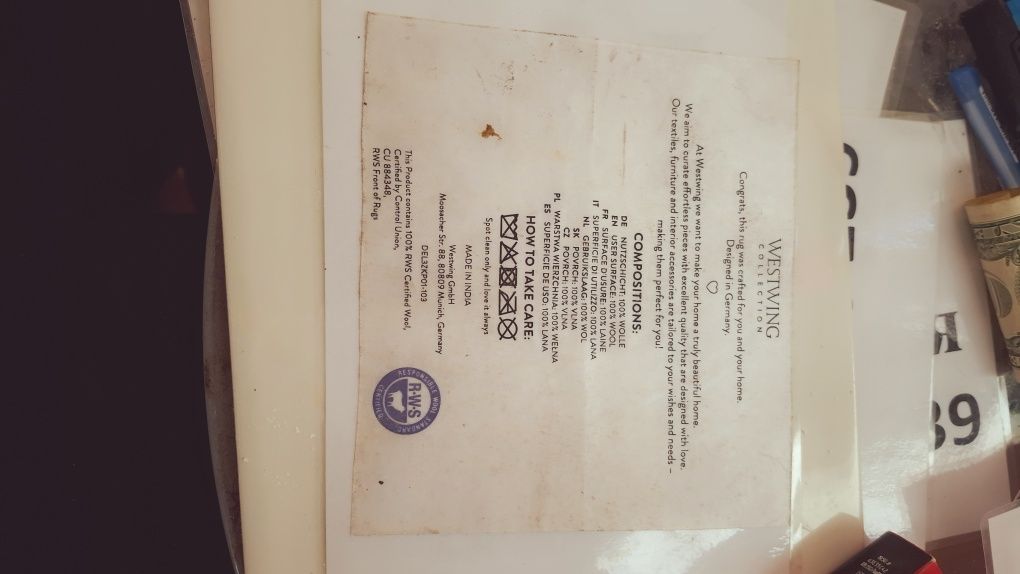 WESTWING
COLLECTION
Congrats, this rug was crafted for you and your home.
Designed in Germany.
At Westwing we want to make your home a truly beautiful home.
We aim to curate effortless pieces with excellent quality that are designed with love.
Our textiles, furniture and interior accessories are tailored to your wishes and needs –
making them perfect for you!
COMPOSITIONS:
DE NUTZSCHICHT: 100% WOLLE
EN USER SURFACE: 100% WOOL
FR SURFACE D'USURE: 100% LAINE
IT SUPERFICIE DI UTILIZZO: 100% LANA
NL GEBRUIKSLAAG: 100% WOL
SK POVRCH: 100% VLNA
CZ POVRCH: 100% VLNA
PL WARSTWA WIERZCHNIA: 100% WEŁNA
ES SUPERFICIE DE USO: 100% LANA
HOW TO TAKE CARE:
Spot clean only and love it always
MADE IN INDIA
Westwing GmbH
Moosacher Str. 88, 80809 Munich, Germany
DEL3ZKP01-103
This Product contains 100% RWS Certified Wool,
Certified by Control Union,
CU 884348,
RWS Front of Rugs
RESPONSIBLE WOOL STANDARD
R·W·S
CERTIFIED
39